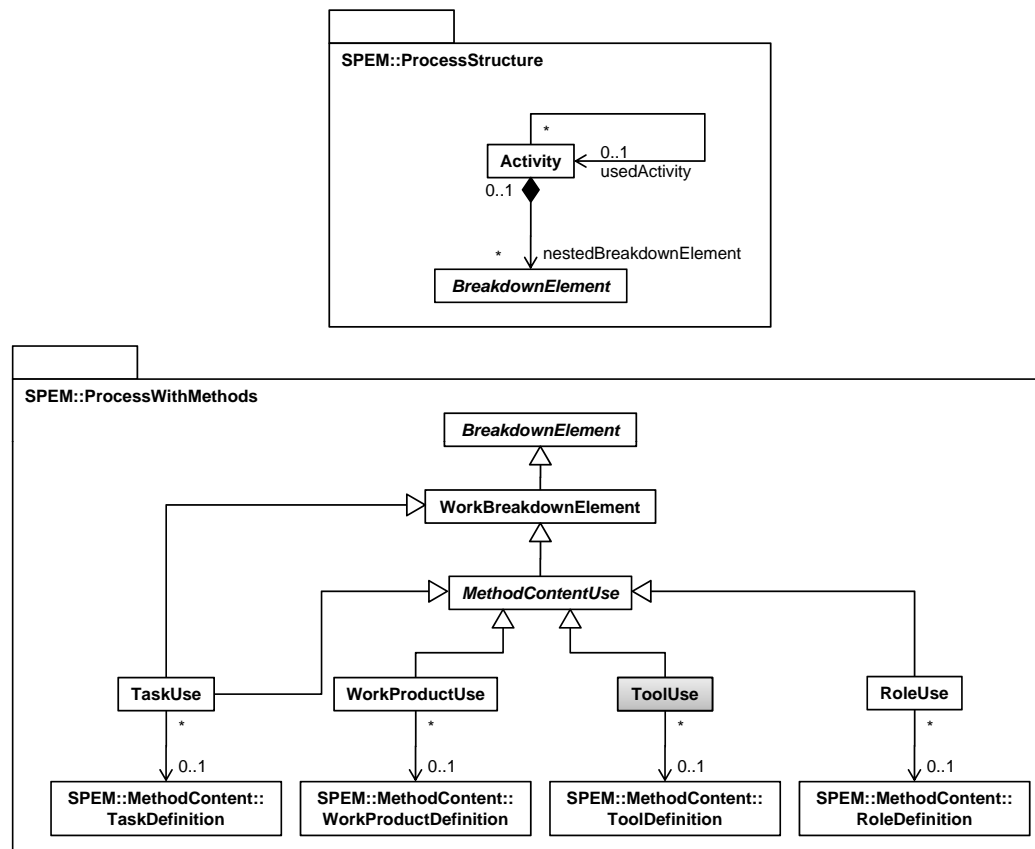 SPEM::ProcessStructure
*
Activity
0..1
usedActivity
0..1
*
nestedBreakdownElement
BreakdownElement
SPEM::ProcessWithMethods
BreakdownElement
WorkBreakdownElement
MethodContentUse
TaskUse
WorkProductUse
ToolUse
RoleUse
*
*
*
*
0..1
0..1
0..1
0..1
SPEM::MethodContent::
TaskDefinition
SPEM::MethodContent::
WorkProductDefinition
SPEM::MethodContent::
ToolDefinition
SPEM::MethodContent::
RoleDefinition